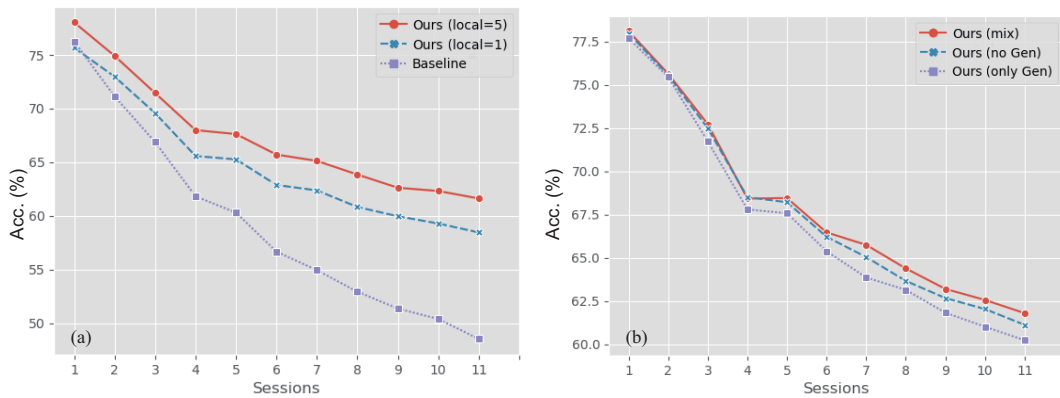 Ours (local=5)
Ours (local=1)
Baseline
75
70
65
60
55
50
Acc. (%)
(a)
1 2 3 4 5 6 7 8 9 10 11
Sessions
Ours (mix)
Ours (no Gen)
Ours (only Gen)
77.5
75.0
72.5
70.0
67.5
65.0
62.5
60.0
Acc. (%)
(b)
1 2 3 4 5 6 7 8 9 10 11
Sessions